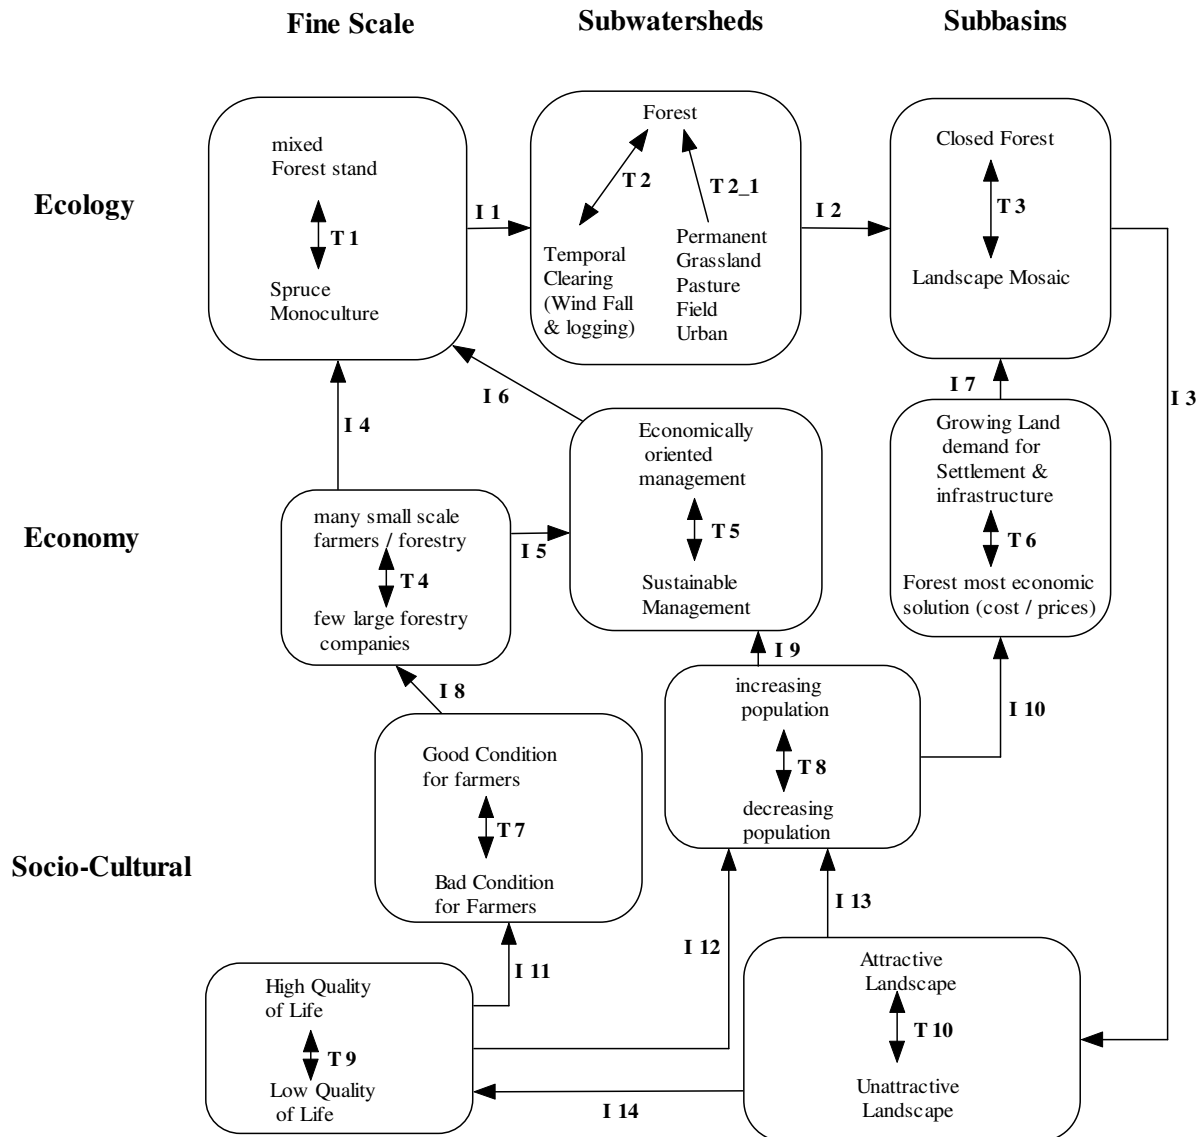 Fine Scale
Subwatersheds
Subbasins
Ecology
mixed
Forest stand
T 1
Spruce
Monoculture
I 1
Forest
T 2
T 2_1
Temporal
Clearing
(Wind Fall
& logging)
Permanent
Grassland
Pasture
Field
Urban
I 2
Closed Forest
T 3
Landscape Mosaic
I 3
I 4
I 6
I 7
Economy
many small scale
farmers / forestry
T 4
few large forestry
companies
I 5
Economically
oriented
management
T 5
Sustainable
Management
Growing Land
demand for
Settlement &
infrastructure
T 6
Forest most economic
solution (cost / prices)
I 8
I 9
I 10
Socio-Cultural
Good Condition
for farmers
T 7
Bad Condition
for Farmers
increasing
population
T 8
decreasing
population
I 11
I 12
I 13
High Quality
of Life
T 9
Low Quality
of Life
I 14
Attractive
Landscape
T 10
Unattractive
Landscape